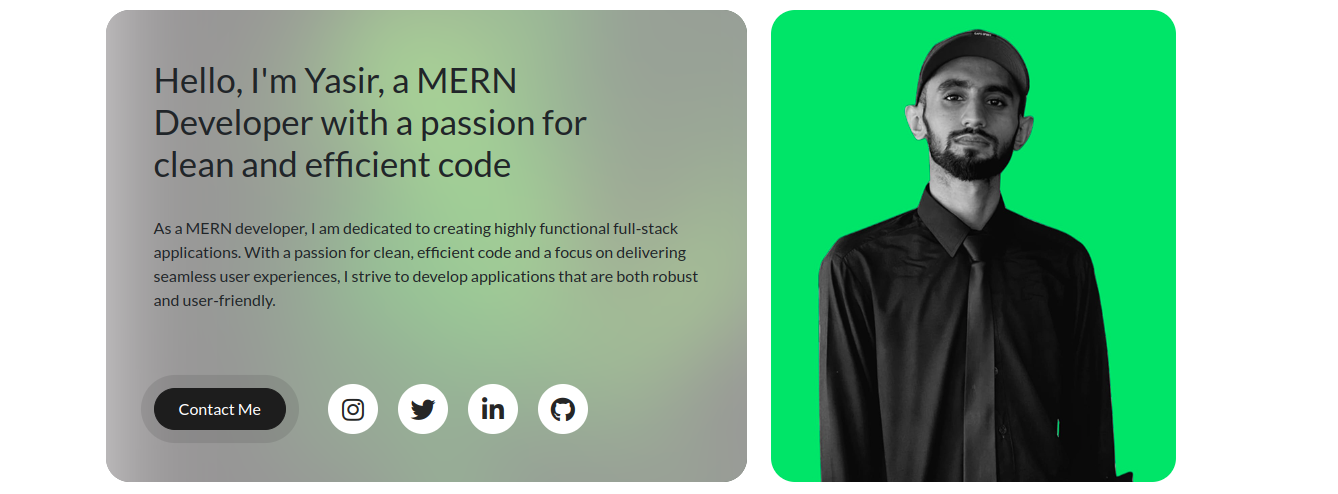 Hello, I'm Yasir, a MERN
Developer with a passion for
clean and efficient code
As a MERN developer, I am dedicated to creating highly functional full-stack
applications. With a passion for clean, efficient code and a focus on delivering
seamless user experiences, I strive to develop applications that are both robust
and user-friendly.
Contact Me
in